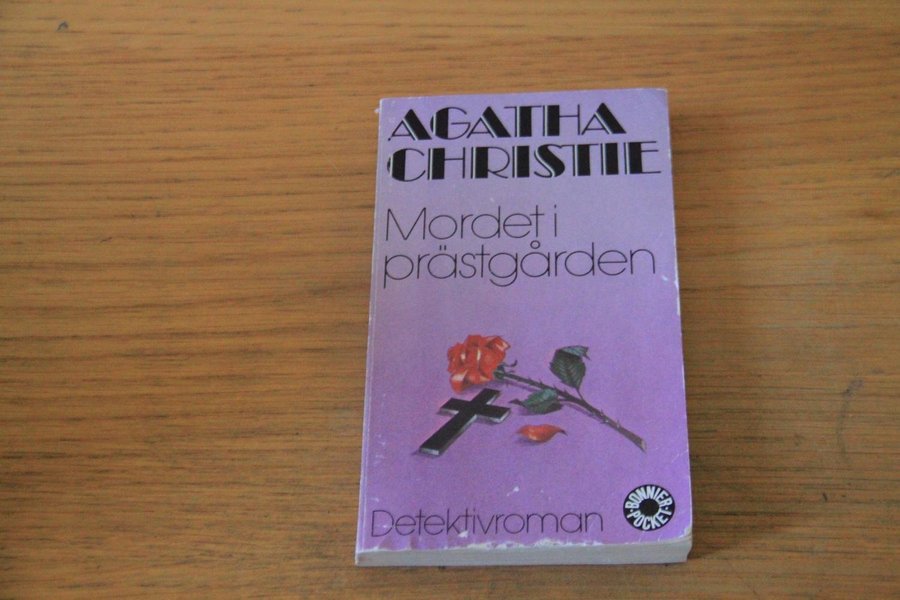 AGATHA
CHRISTIE
Mordet i
prästgården
Detektivroman
BONNIER
POCKET